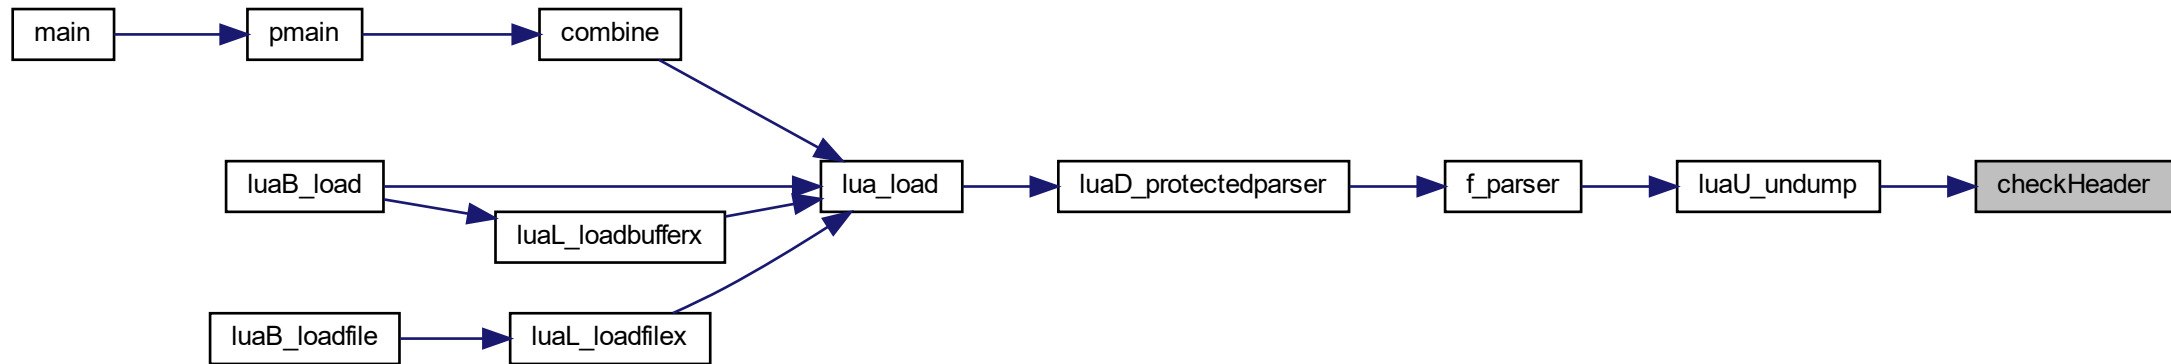 main
pmain
combine
luaB_load
lua_load
luaD_protectedparser
f_parser
luaU_undump
checkHeader
luaL_loadbufferx
luaB_loadfile
luaL_loadfilex